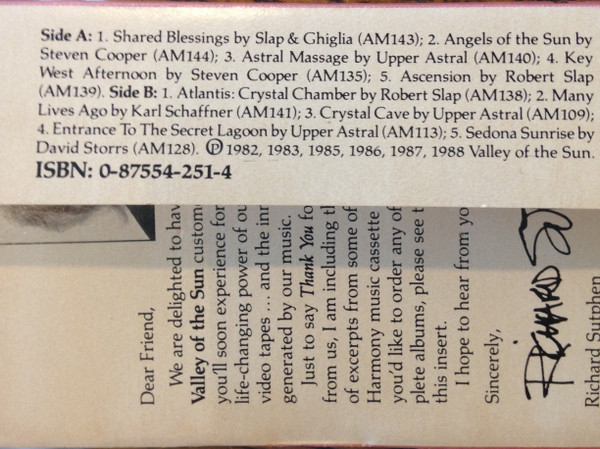 Side A: 1. Shared Blessings by Slap & Ghiglia (AM143); 2. Angels of the Sun by
Steven Cooper (AM144); 3. Astral Massage by Upper Astral (AM140); 4. Key
West Afternoon by Steven Cooper (AM135); 5. Ascension by Robert Slap
(AM139). Side B: 1. Atlantis: Crystal Chamber by Robert Slap (AM138); 2. Many
Lives Ago by Karl Schaffner (AM141); 3. Crystal Cave by Upper Astral (AM109);
4. Entrance To The Secret Lagoon by Upper Astral (AM113); 5. Sedona Sunrise by
David Storrs (AM128). ℗ 1982, 1983, 1985, 1986, 1987, 1988 Valley of the Sun.
ISBN: 0-87554-251-4
Dear Friend,
We are delighted to
Valley of the Sun
you'll soon experience for
life-changing power of
video tapes ... and the
generated by our music.
Just to say Thank You
from us, I am including
of excerpts from some of
Harmony music cassette
you'd like to order any of
plete albums, please see
this insert.
I hope to hear from
Sincerely,
Richard Sutphen